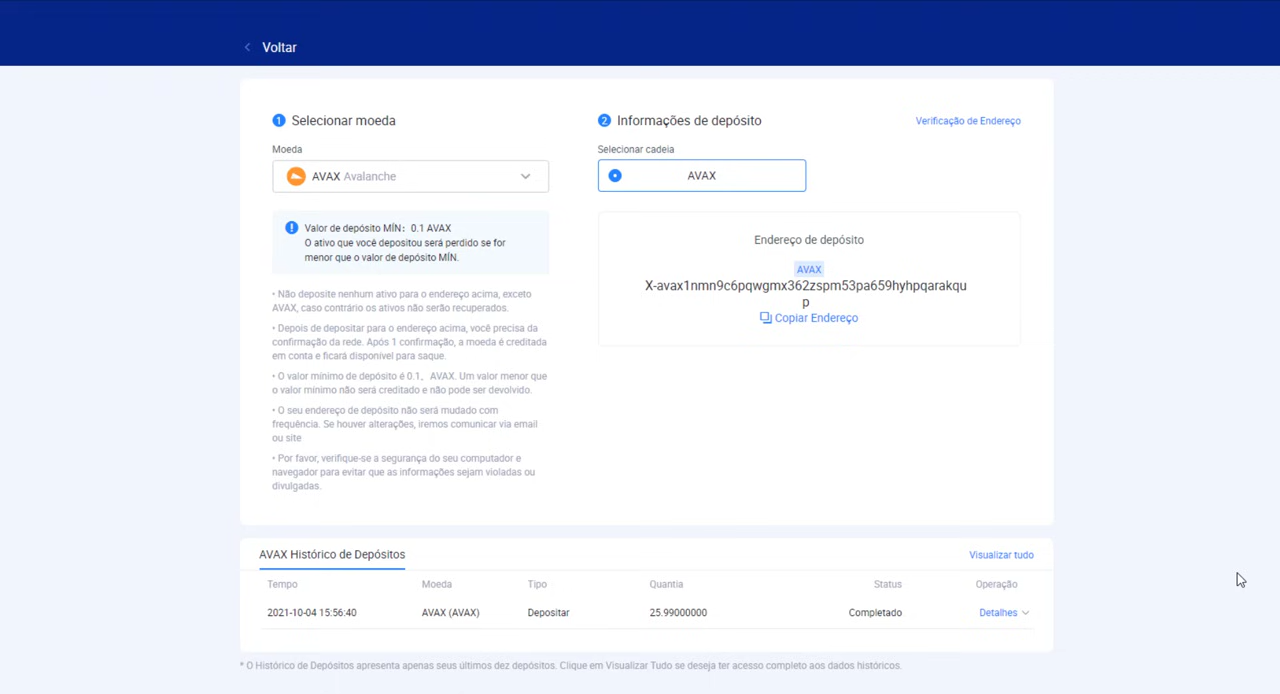 Voltar
1 Selecionar moeda
Moeda
AVAX Avalanche
Valor de depósito MÍN: 0.1 AVAX
O ativo que você depositou será perdido se for
menor que o valor de depósito MÍN.
• Não deposite nenhum ativo para o endereço acima, exceto
AVAX, caso contrário os ativos não serão recuperados.
• Depois de depositar para o endereço acima, você precisa da
confirmação da rede. Após 1 confirmação, a moeda é creditada
em conta e ficará disponível para saque.
• O valor mínimo de depósito é 0.1, AVAX. Um valor menor que
o valor mínimo não será creditado e não pode ser devolvido.
• O seu endereço de depósito não será mudado com
frequência. Se houver alterações, iremos comunicar via email
ou site
• Por favor, verifique-se a segurança do seu computador e
navegador para evitar que as informações sejam violadas ou
divulgadas.
2 Informações de depósito
Verificação de Endereço
Selecionar cadeia
AVAX
Endereço de depósito
AVAX
X-avax1nmn9c6pqwgmx362zspm53pa659hyhpqarakqu
p
Copiar Endereço
AVAX Histórico de Depósitos
Visualizar tudo
Tempo Moeda Tipo Quantia Status Operação
2021-10-04 15:56:40 AVAX (AVAX) Depositar 25.99000000 Completado Detalhes
* O Histórico de Depósitos apresenta apenas seus últimos dez depósitos. Clique em Visualizar Tudo se deseja ter acesso completo aos dados históricos.